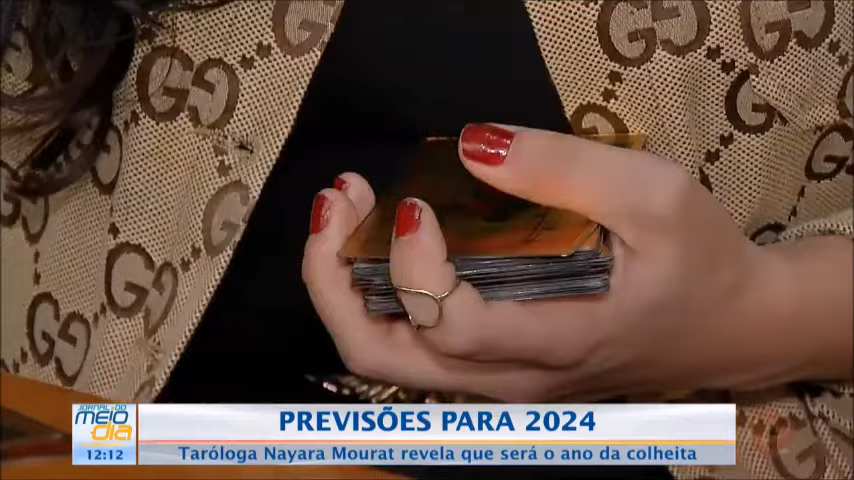 JORNAL DO
MEIO
dia
12:12
PREVISÕES PARA 2024
Taróloga Nayara Mourat revela que será o ano da colheita